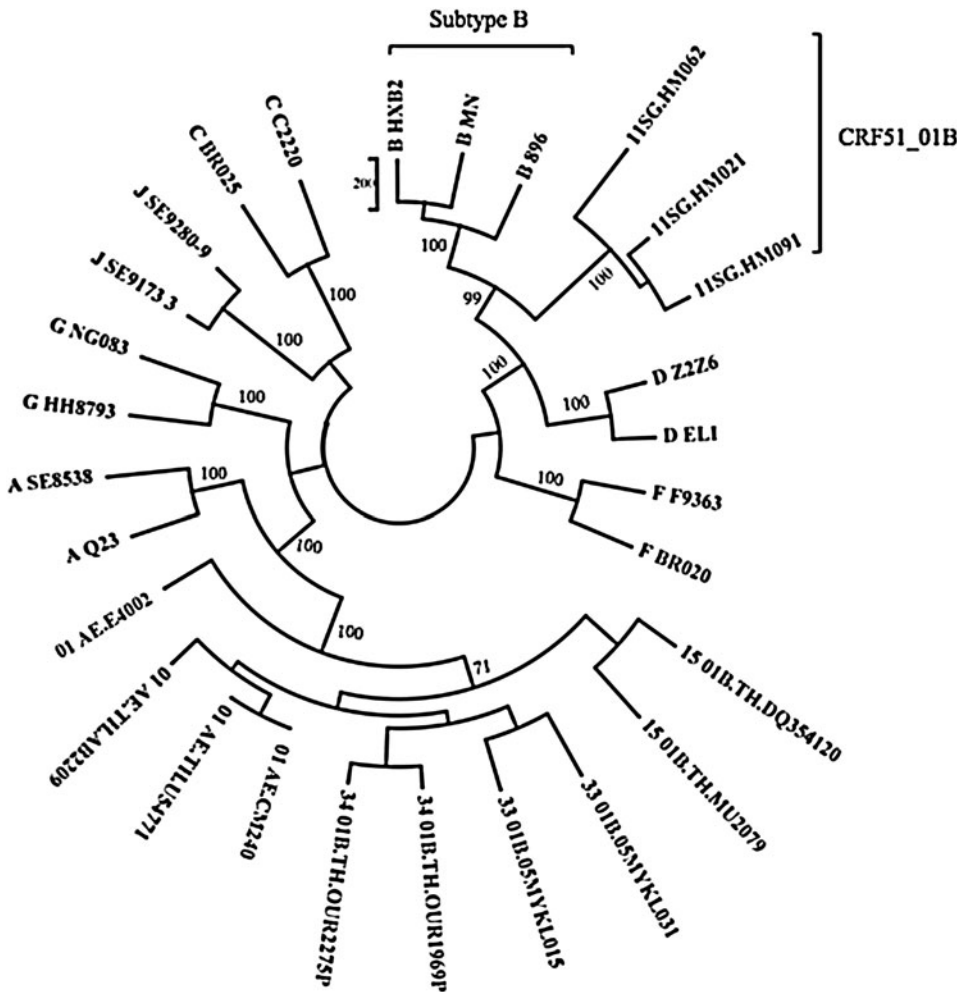 Subtype B
CRF51_01B
B HXB2
B MN
B 896
11SG.HM062
11SG.HM021
11SG.HM091
D Z2Z6
D ELI
F F9363
F BR020
15 01B.TH.DQ354120
15 01B.TH.MU2079
33 01B.05MYKL031
33 01B.05MYKL015
34 01B.TH.OUR1969P
34 01B.TH.OUR2275P
01 AE.CM240
01 AE.TH.U54771
01 AE.TH.AB2209
01 AE.E4002
A Q23
A SE8538
G HH8793
G NG083
J SE9173 3
J SE9280-9
C BR025
C C2220
200
100
99
100
100
100
100
100
100
100
100
100
100
71